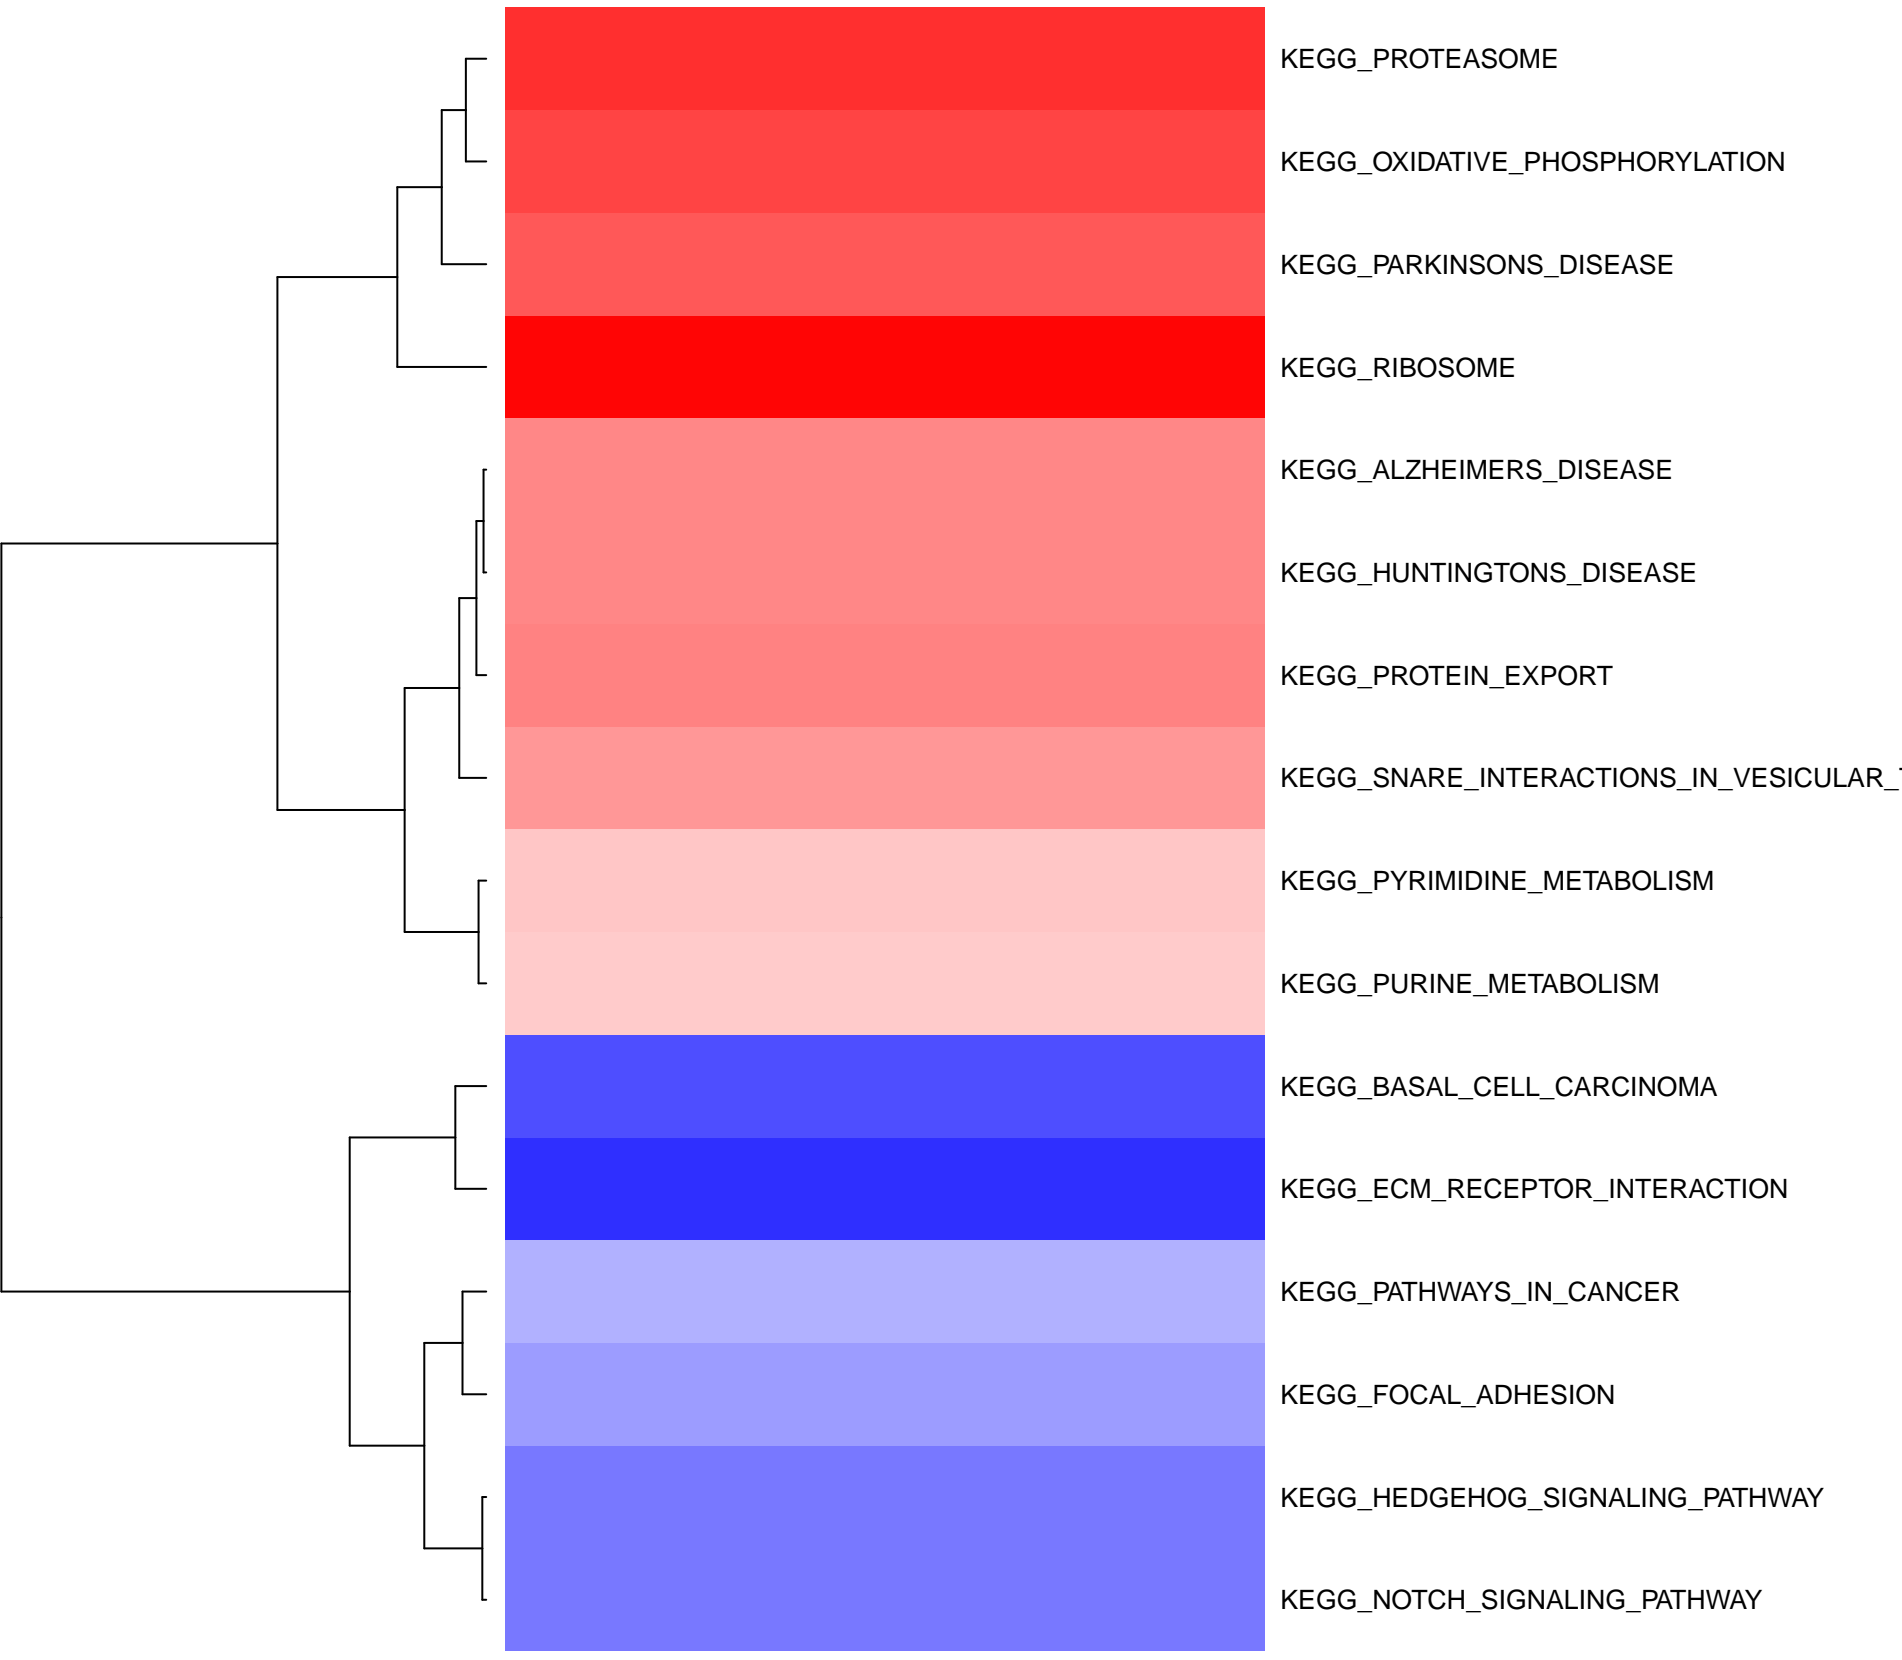 KEGG_PROTEASOME
KEGG_OXIDATIVE_PHOSPHORYLATION
KEGG_PARKINSONS_DISEASE
KEGG_RIBOSOME
KEGG_ALZHEIMERS_DISEASE
KEGG_HUNTINGTONS_DISEASE
KEGG_PROTEIN_EXPORT
KEGG_SNARE_INTERACTIONS_IN_VESICULAR_
KEGG_PYRIMIDINE_METABOLISM
KEGG_PURINE_METABOLISM
KEGG_BASAL_CELL_CARCINOMA
KEGG_ECM_RECEPTOR_INTERACTION
KEGG_PATHWAYS_IN_CANCER
KEGG_FOCAL_ADHESION
KEGG_HEDGEHOG_SIGNALING_PATHWAY
KEGG_NOTCH_SIGNALING_PATHWAY